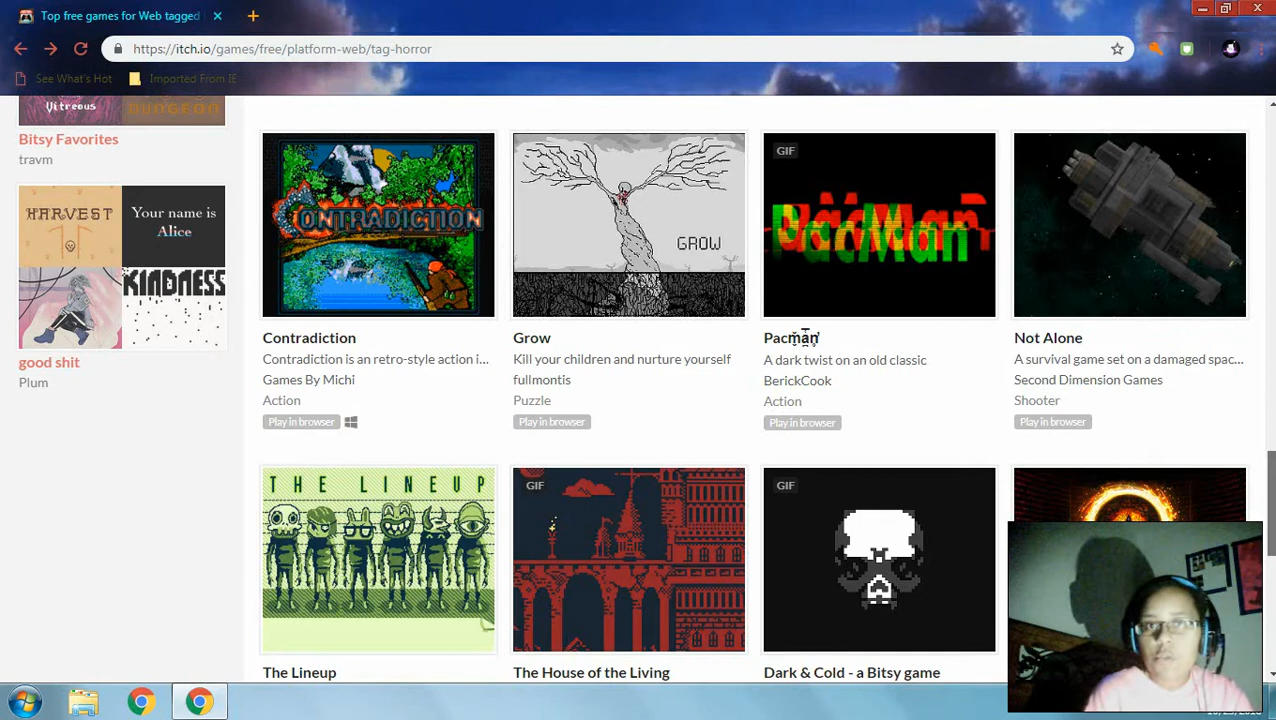 Top free games for Web tagged
https://itch.io/games/free/platform-web/tag-horror
See What's Hot
Imported From IE
Vitreous
DUNGEON
Bitsy Favorites
travm
HARVEST
Your name is
Alice
KINDNESS
good shit
Plum
CONTRADICTION
GROW
GIF
PacMan
Contradiction
Contradiction is an retro-style action i...
Games By Michi
Action
Play in browser
Grow
Kill your children and nurture yourself
fullmontis
Puzzle
Play in browser
Pacman'
A dark twist on an old classic
BerickCook
Action
Play in browser
Not Alone
A survival game set on a damaged spac...
Second Dimension Games
Shooter
Play in browser
THE LINEUP
GIF
GIF
The Lineup
The House of the Living
Dark & Cold - a Bitsy game